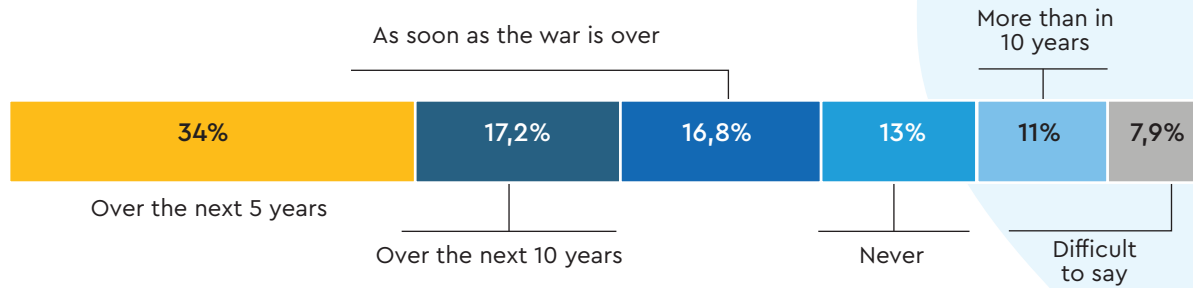 As soon as the war is over
More than in
10 years
34%
17,2%
16,8%
13%
11%
7,9%
Over the next 5 years
Over the next 10 years
Never
Difficult
to say